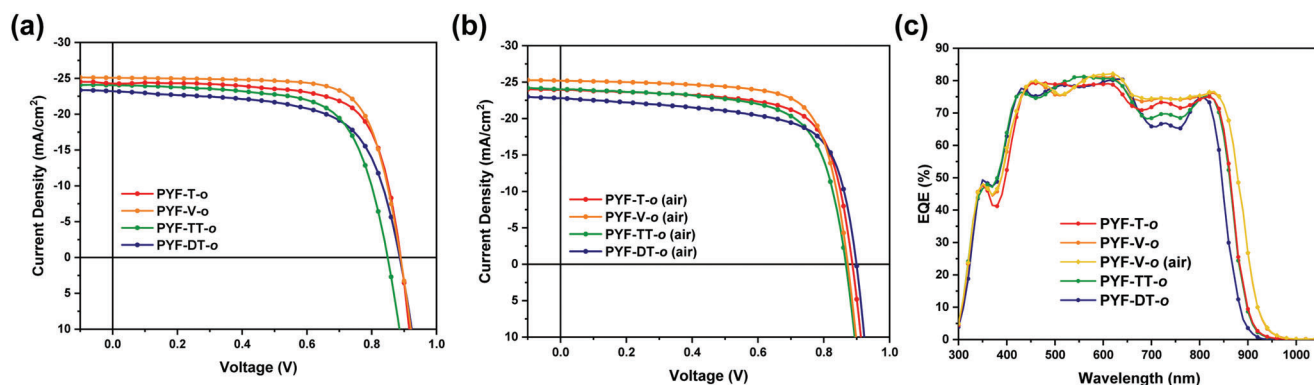 (a)
-30
-25
-20
-15
-10
-5
0
5
10
Current Density (mA/cm²)
PYF-T-o
PYF-V-o
PYF-TT-o
PYF-DT-o
0.0 0.2 0.4 0.6 0.8 1.0
Voltage (V)
(b)
-30
-25
-20
-15
-10
-5
0
5
10
Current Density (mA/cm²)
PYF-T-o (air)
PYF-V-o (air)
PYF-TT-o (air)
PYF-DT-o (air)
0.0 0.2 0.4 0.6 0.8 1.0
Voltage (V)
(c)
90
80
70
60
50
40
30
20
10
0
EQE (%)
PYF-T-o
PYF-V-o
PYF-V-o (air)
PYF-TT-o
PYF-DT-o
300 400 500 600 700 800 900 1000
Wavelength (nm)